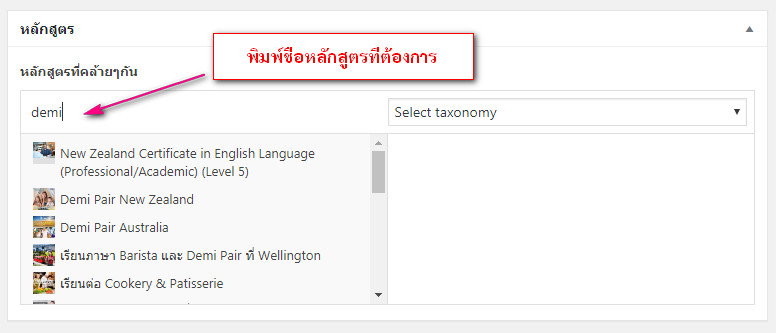 หลักสูตร
พิมพ์ชื่อหลักสูตรที่ต้องการ
หลักสูตรที่คล้ายๆกัน
demi
Select taxonomy
New Zealand Certificate in English Language
(Professional/Academic) (Level 5)
Demi Pair New Zealand
Demi Pair Australia
เรียนภาษา Barista และ Demi Pair ที่ Wellington
เรียนต่อ Cookery & Patisserie